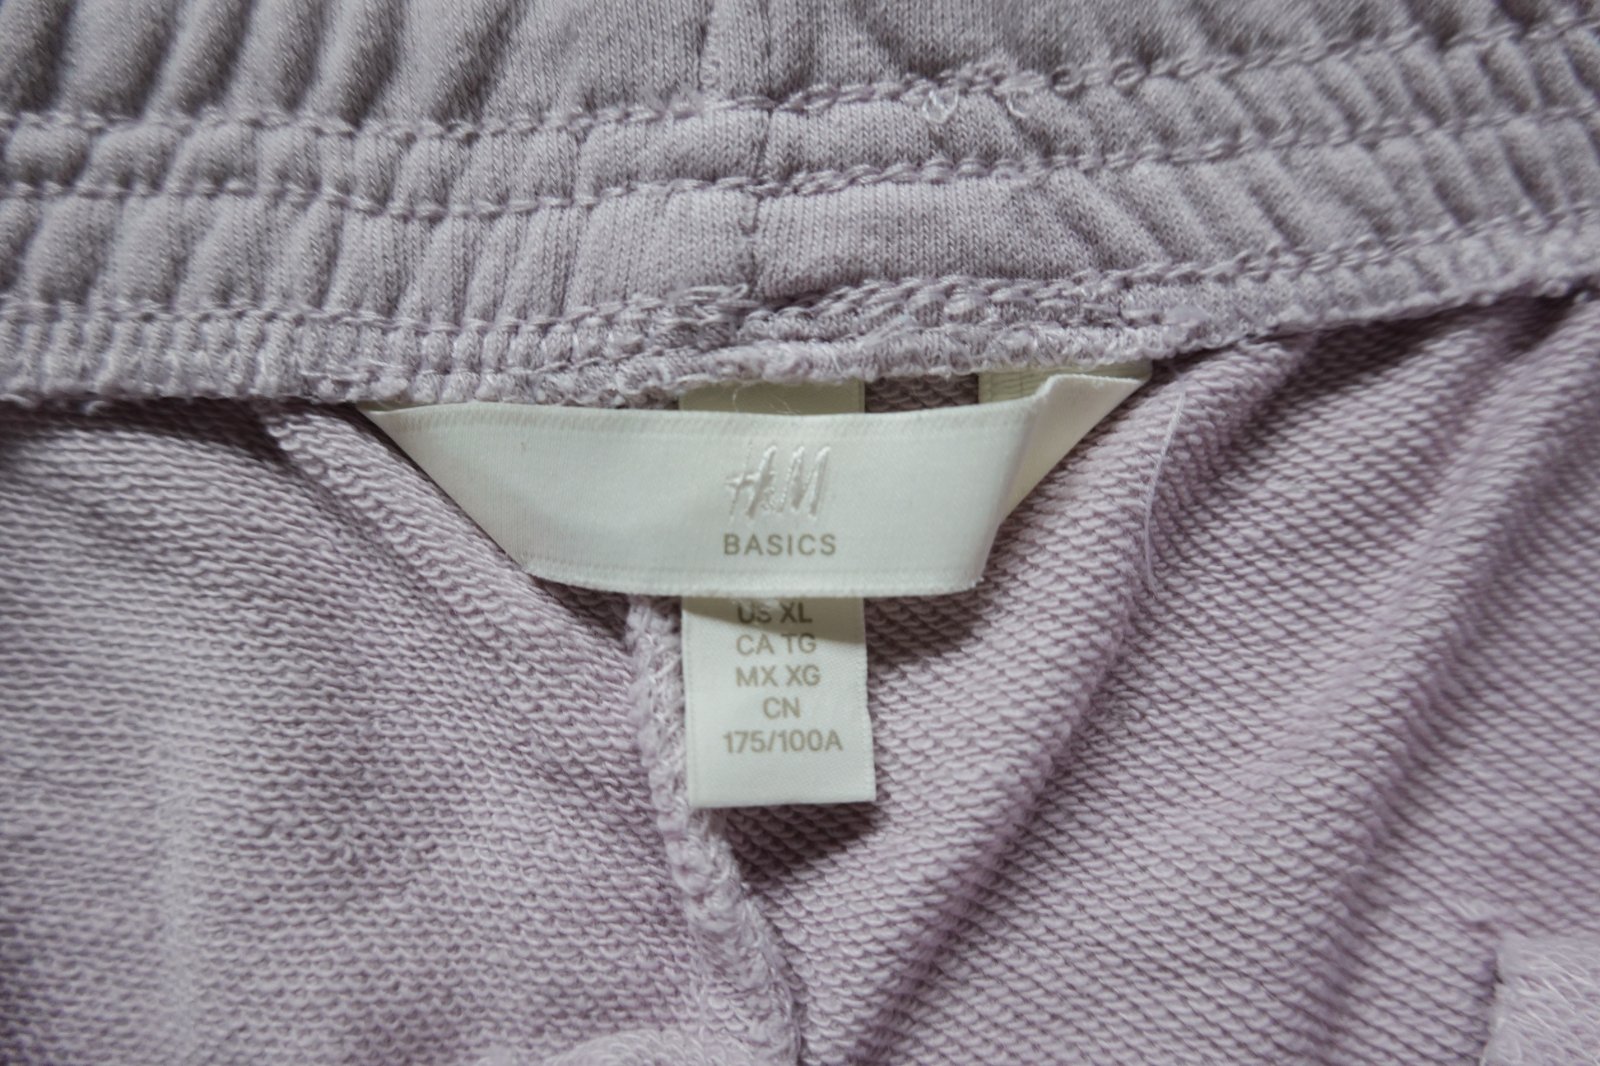 H&M
BASICS
US XL
CA TG
MX XG
CN
175/100A